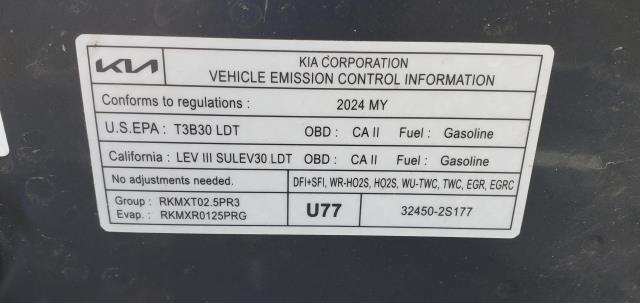 KIA
KIA CORPORATION
VEHICLE EMISSION CONTROL INFORMATION
Conforms to regulations : 2024 MY
U.S.EPA : T3B30 LDT OBD : CA II Fuel : Gasoline
California : LEV III SULEV30 LDT OBD : CA II Fuel : Gasoline
No adjustments needed. DFI+SFI, WR-HO2S, HO2S, WU-TWC, TWC, EGR, EGRC
Group : RKMXT02.5PR3
Evap. : RKMXR0125PRG
U77
32450-2S177